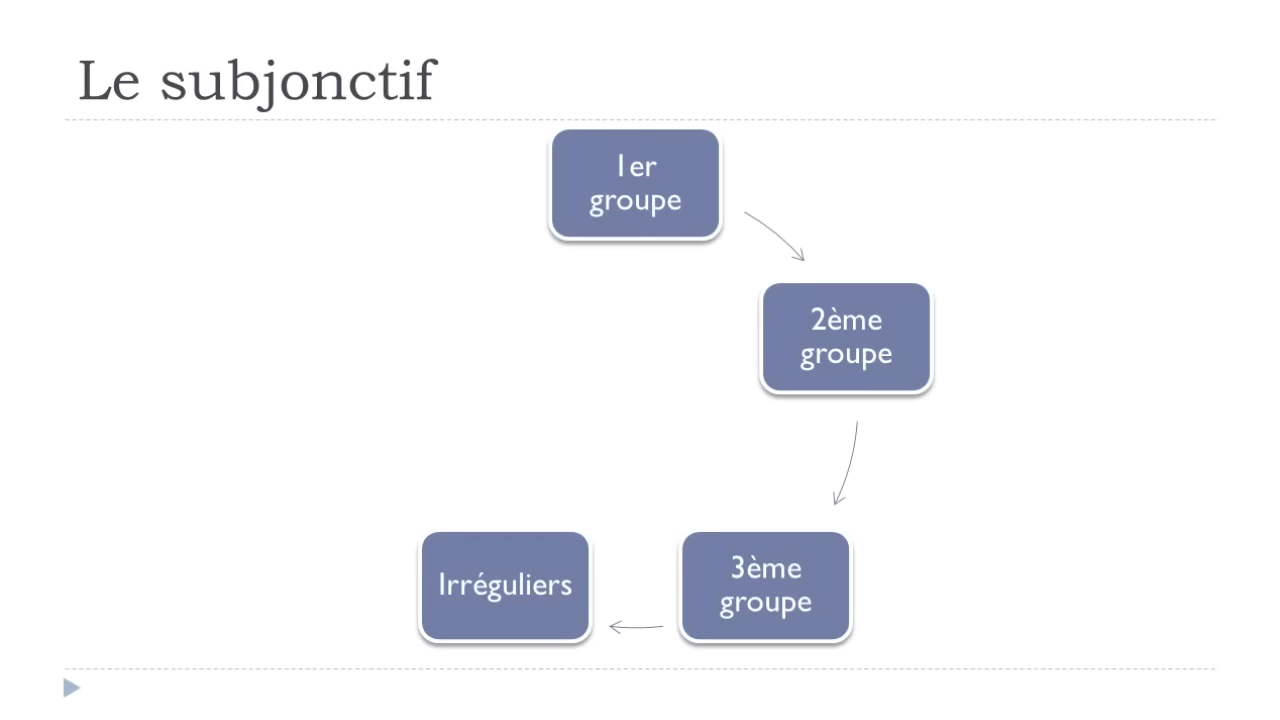 Le subjonctif
1er
groupe
2ème
groupe
3ème
groupe
Irréguliers